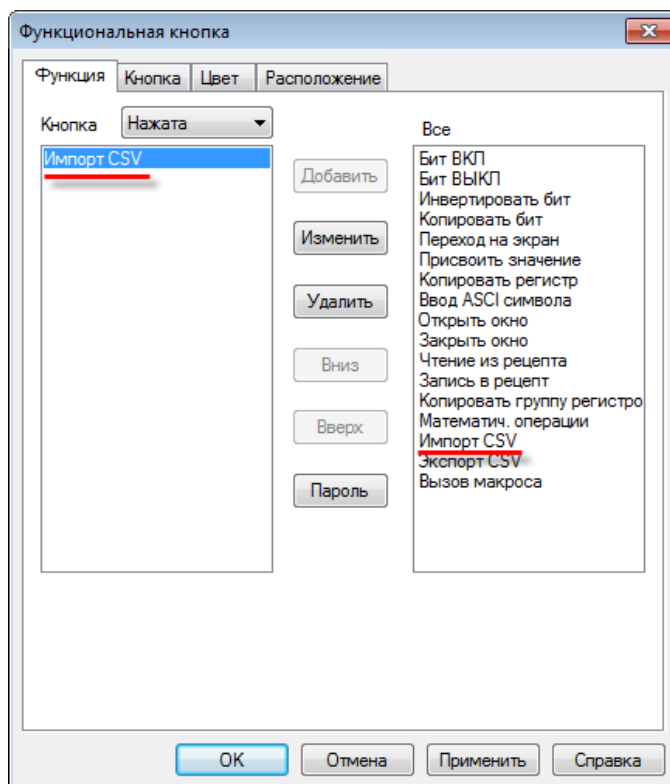 Функциональная кнопка
Функция Кнопка Цвет Расположение
Кнопка Нажата
Все
Импорт CSV
Добавить
Изменить
Удалить
Вниз
Вверх
Пароль
Бит ВКЛ
Бит ВЫКЛ
Инвертировать бит
Копировать бит
Переход на экран
Присвоить значение
Копировать регистр
Ввод ASCI символа
Открыть окно
Закрыть окно
Чтение из рецепта
Запись в рецепт
Копировать группу регистро
Математич. операции
Импорт CSV
Экспорт CSV
Вызов макроса
OK Отмена Применить Справка